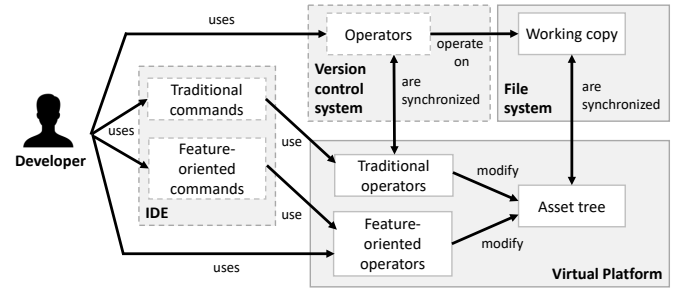 uses
Operators
operate
on
Working copy
Version
control
system
are
synchronized
File
system
are
synchronized
Traditional
commands
uses
Feature-
oriented
commands
IDE
Developer
use
use
Traditional
operators
modify
Asset tree
Feature-
oriented
operators
modify
uses
Virtual Platform